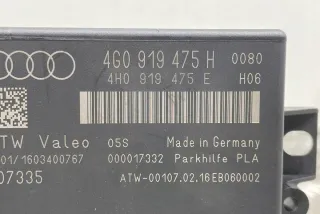 4G0 919 475 H 0080
4H0 919 475 E H06
TW Valeo 05S Made in Germany
01/1603400767 000017332 Parkhilfe PLA
07335 ATW-00107.02.16EB060002